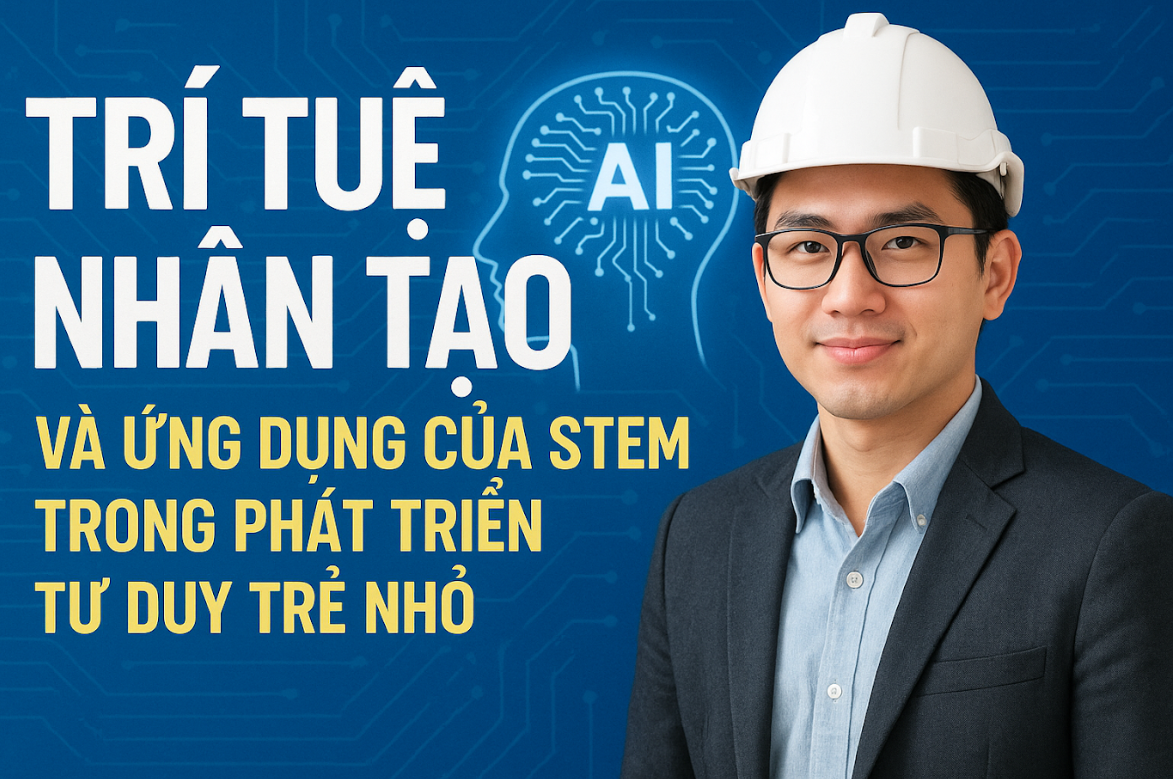 TRÍ TUỆ
NHÂN TẠO
AI
VÀ ỨNG DỤNG CỦA STEM
TRONG PHÁT TRIỂN
TƯ DUY TRẺ NHỎ